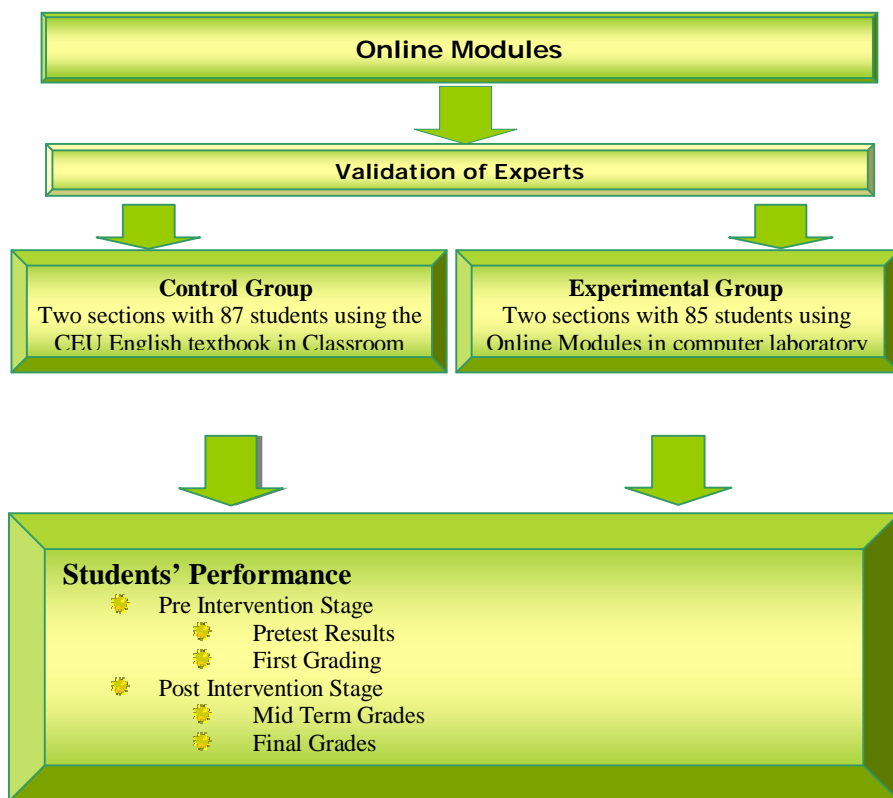 Online Modules
Validation of Experts
Control Group
Two sections with 87 students using the
CEU English textbook in Classroom
Experimental Group
Two sections with 85 students using
Online Modules in computer laboratory
Students’ Performance
Pre Intervention Stage
Pretest Results
First Grading
Post Intervention Stage
Mid Term Grades
Final Grades